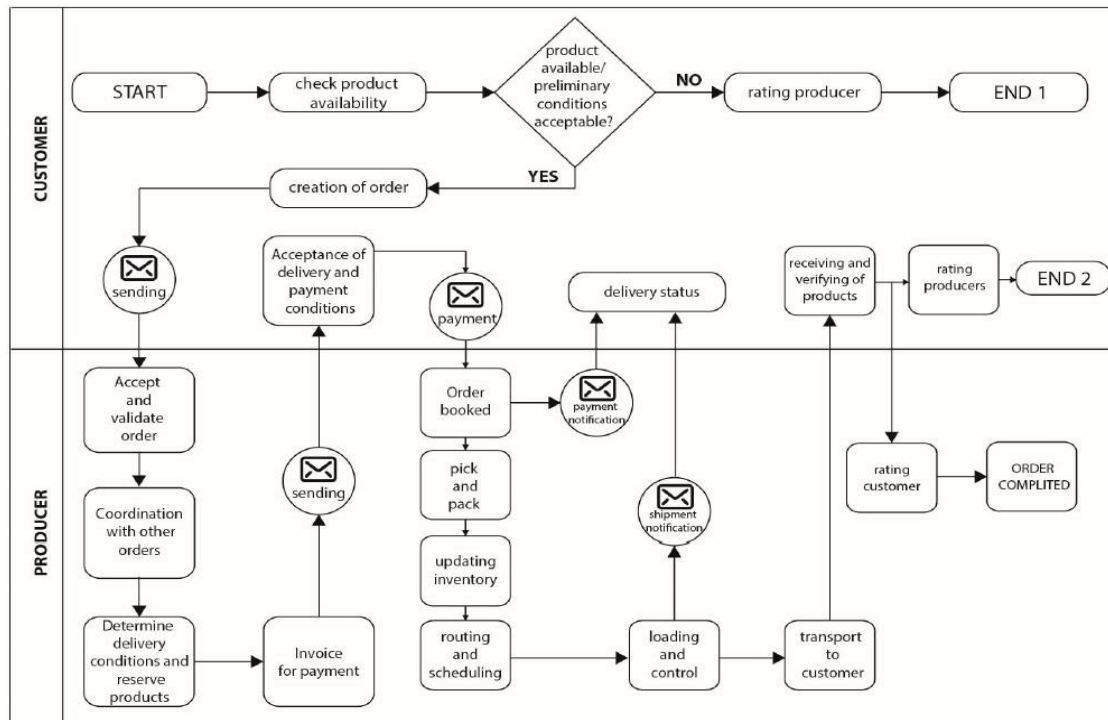 CUSTOMER
START
check product
availability
product
available/
preliminary
conditions
acceptable?
NO
rating producer
END 1
YES
creation of order
sending
Acceptance of
delivery and
payment
conditions
payment
delivery status
receiving and
verifying of
products
rating
producers
END 2
PRODUCER
Accept
and
validate
order
Coordination
with other
orders
Determine
delivery
conditions and
reserve
products
Invoice
for payment
sending
Order
booked
payment
notification
pick
and
pack
updating
inventory
routing
and
scheduling
shipment
notification
loading
and
control
transport
to
customer
rating
customer
ORDER
COMPLITED